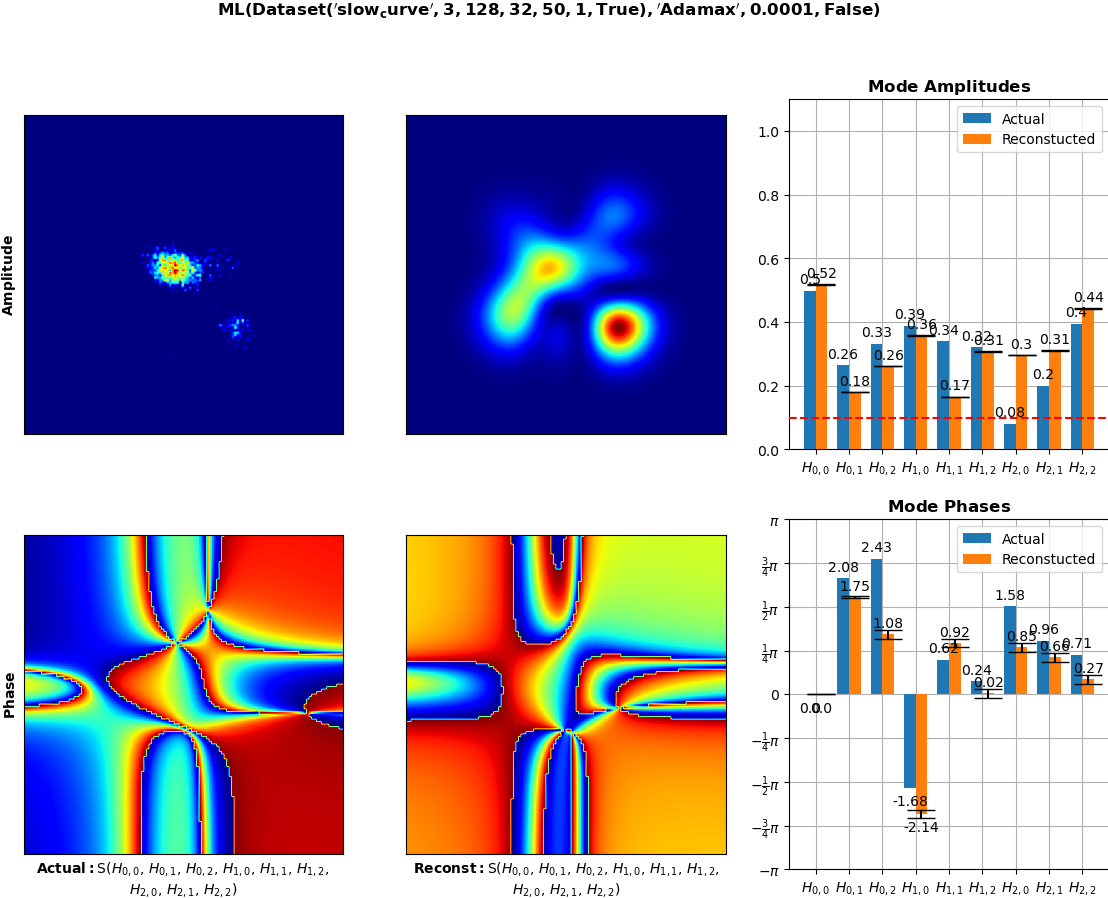 ML(Dataset('slow_curve', 3, 128, 32, 50, 1, True), 'Adamax', 0.0001, False)
Amplitude
Mode Amplitudes
Actual
Reconstucted
1.0
0.8
0.6
0.4
0.2
0.0
0.5 0.52
0.26 0.18
0.33 0.26
0.39 0.36
0.34 0.17
0.32 0.31
0.08 0.3
0.2 0.31
0.4 0.44
H0,0 H0,1 H0,2 H1,0 H1,1 H1,2 H2,0 H2,1 H2,2
Phase
Actual: S(H0,0, H0,1, H0,2, H1,0, H1,1, H1,2,
H2,0, H2,1, H2,2)
Reconst: S(H0,0, H0,1, H0,2, H1,0, H1,1, H1,2,
H2,0, H2,1, H2,2)
Mode Phases
Actual
Reconstucted
π
3/4π
1/2π
1/4π
0
−1/4π
−1/2π
−3/4π
−π
0.0 0.0
2.08 1.75
2.43 1.08
-1.68 -2.14
0.62 0.92
0.24 0.02
1.58 0.85
0.96 0.66
0.71 0.27
H0,0 H0,1 H0,2 H1,0 H1,1 H1,2 H2,0 H2,1 H2,2